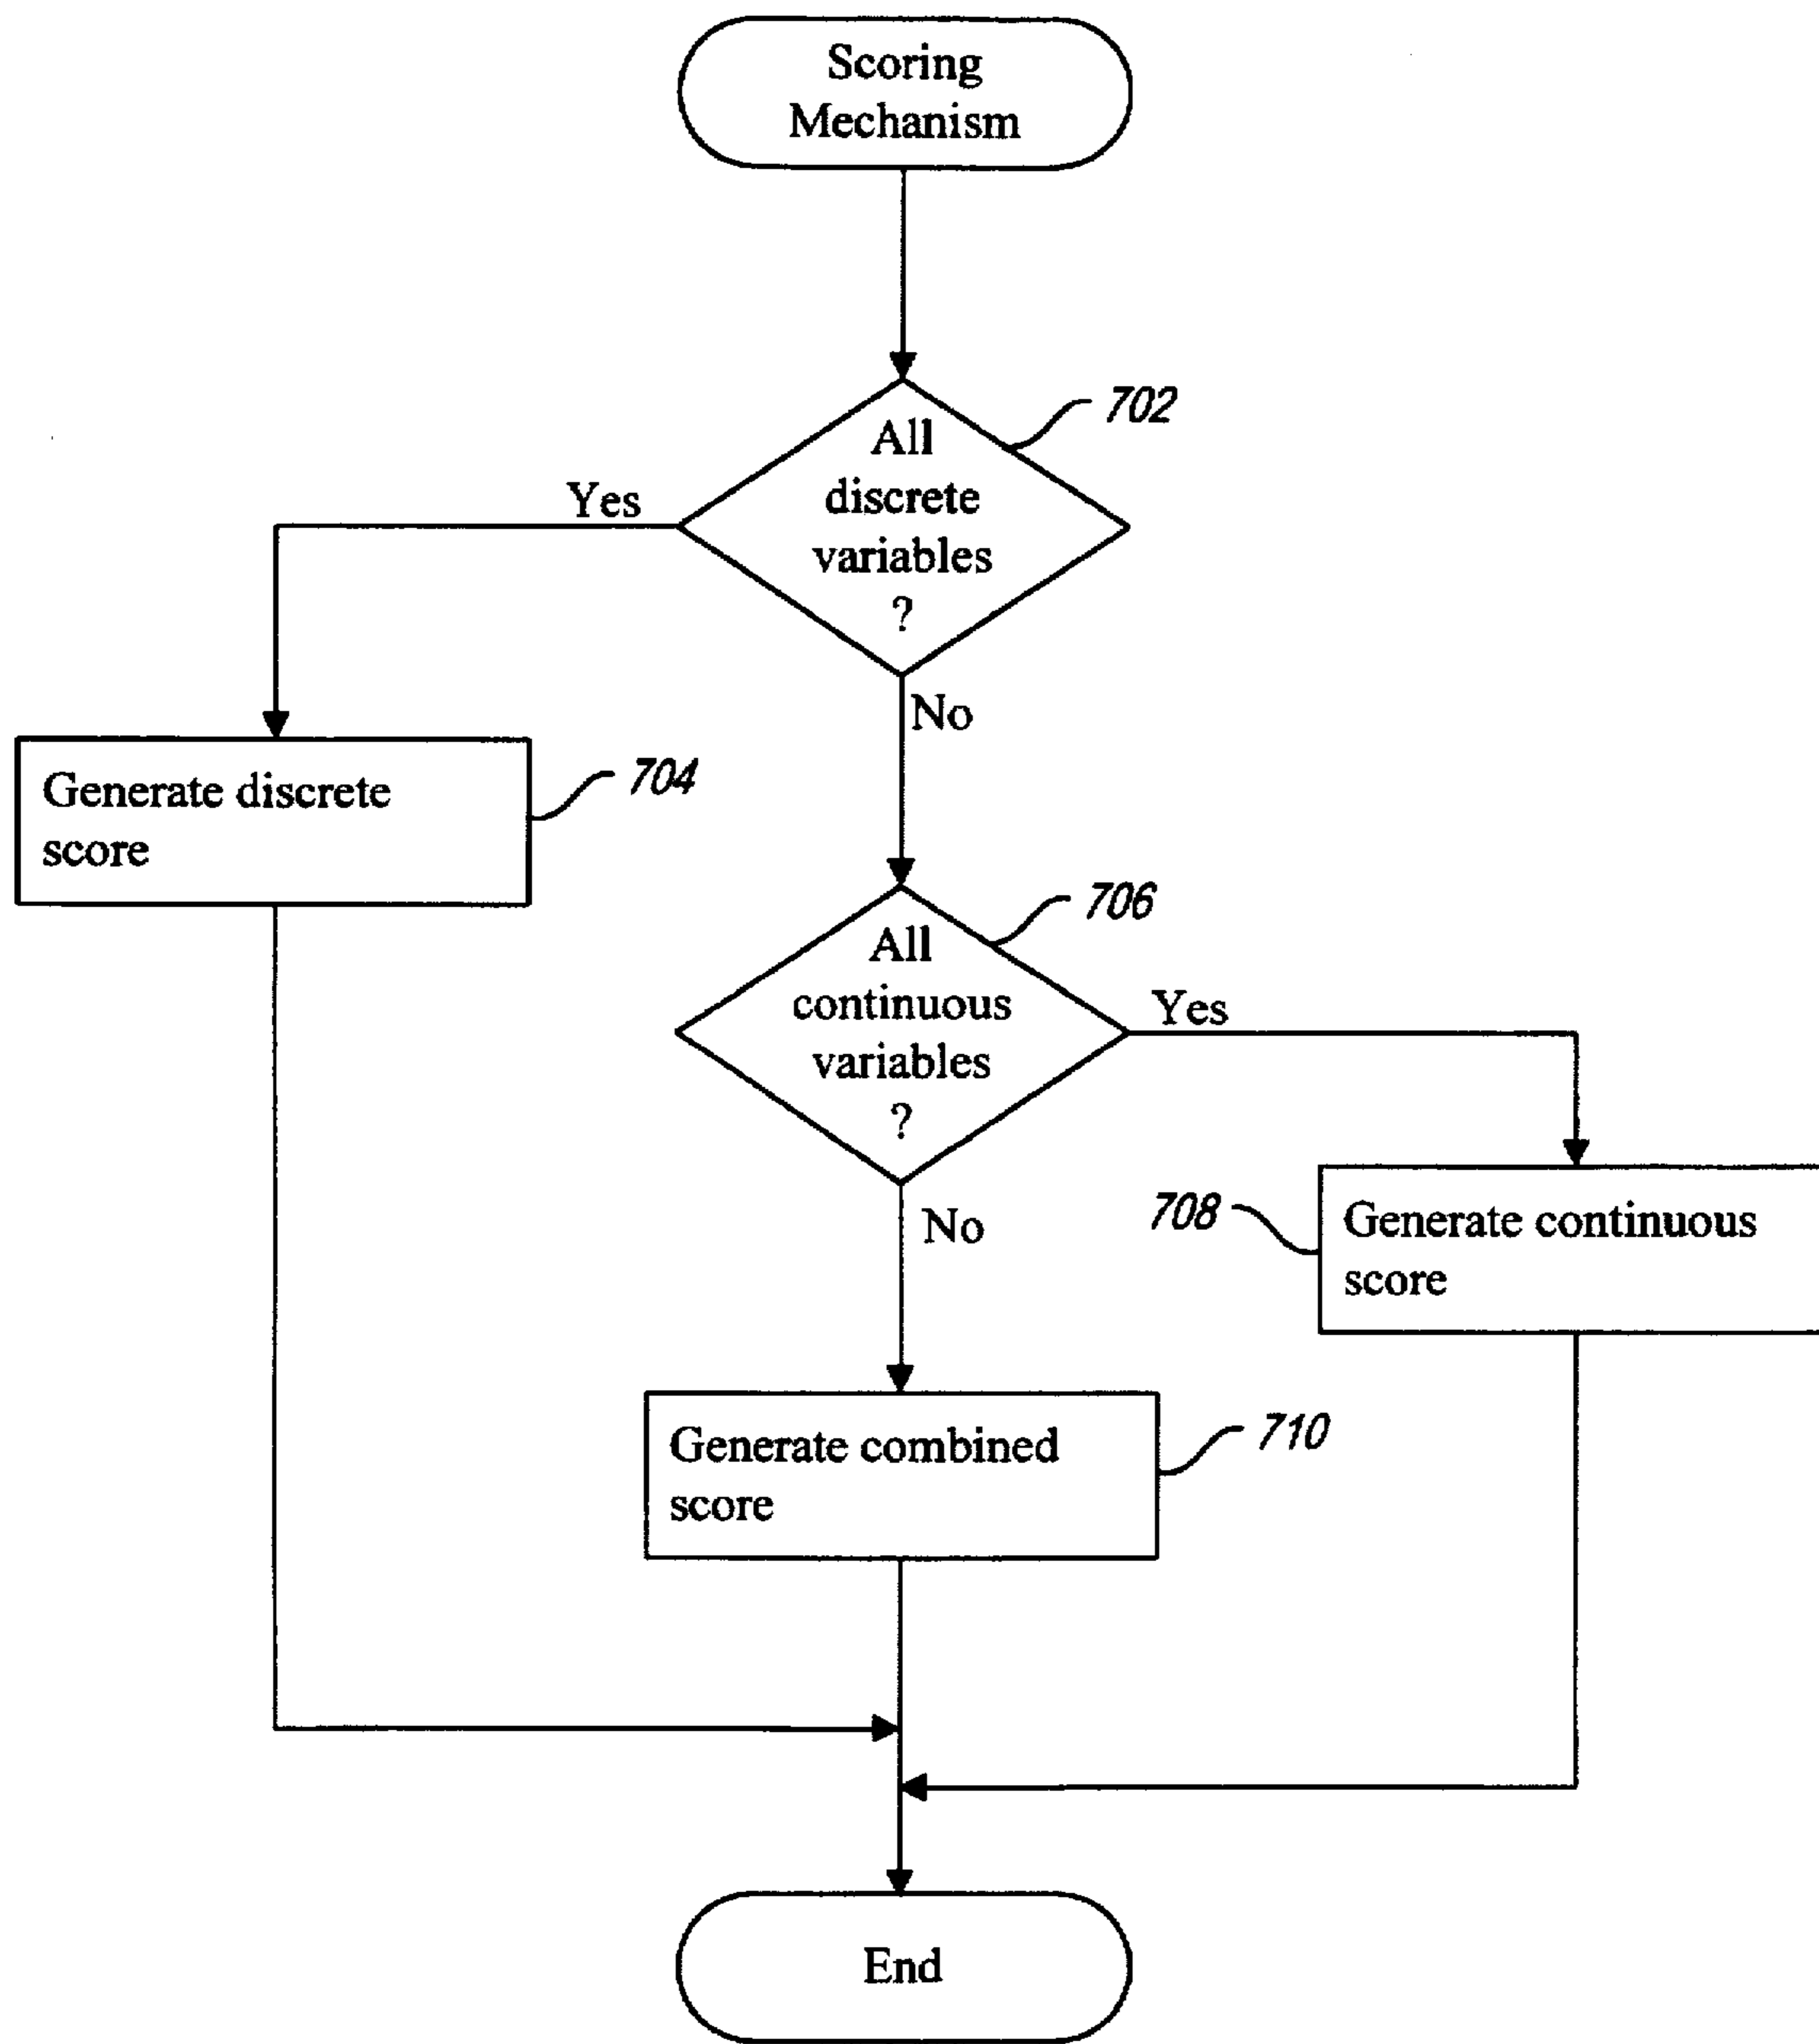 Scoring
Mechanism
702
All
discrete
variables
?
Yes
No
704
Generate discrete
score
706
All
continuous
variables
?
Yes
No
708
Generate continuous
score
710
Generate combined
score
End